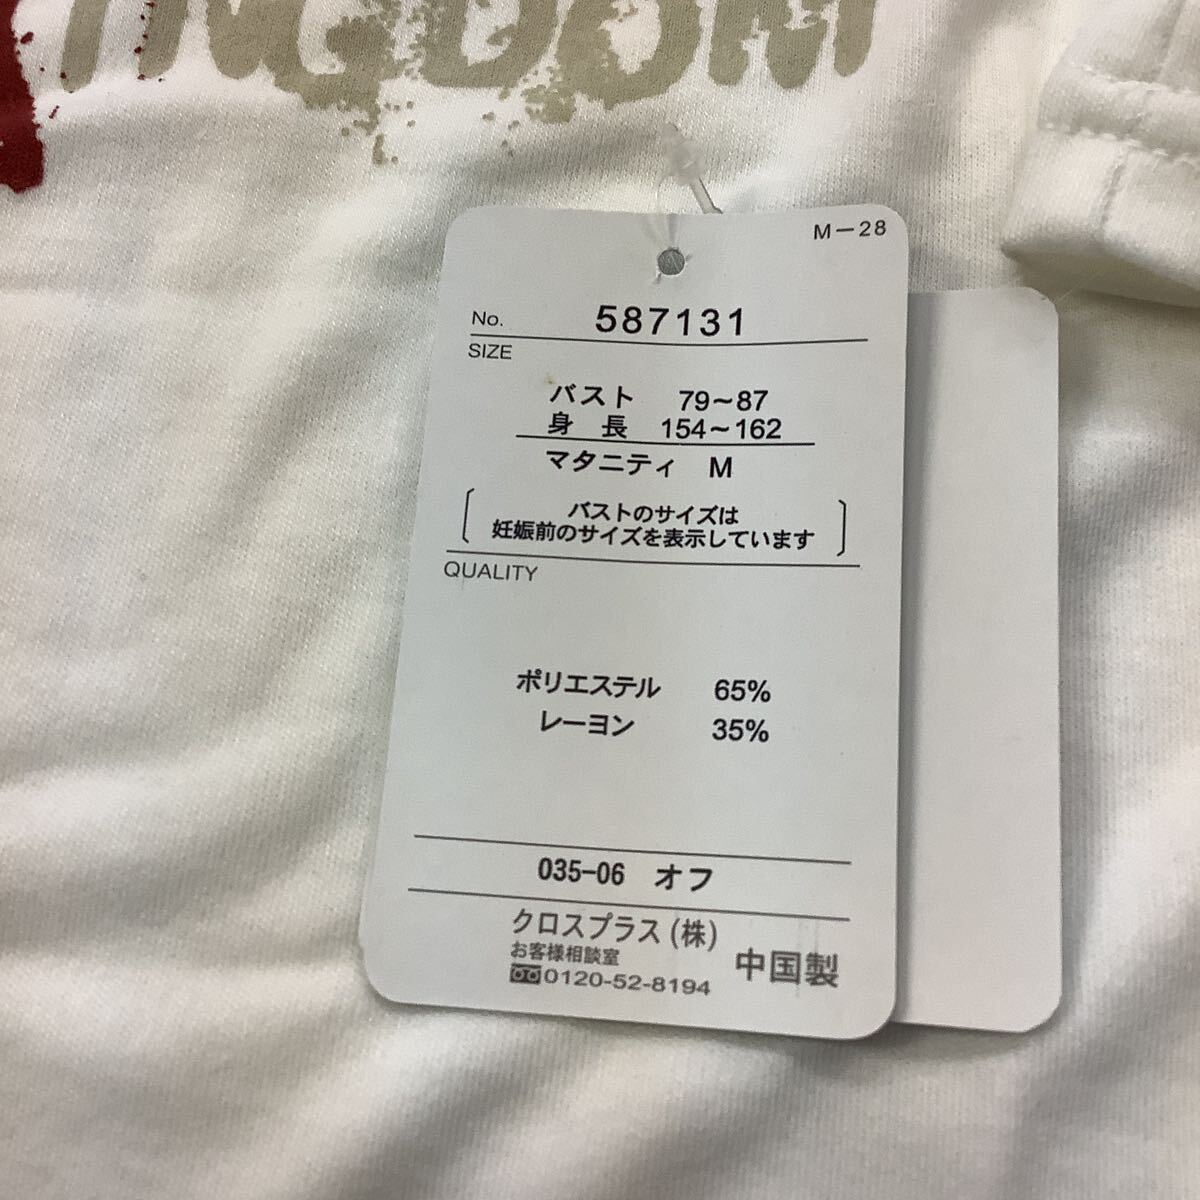 INGDOM
M-28
No. 587131
SIZE
バスト 79~87
身 長 154~162
マタニティ M
バストのサイズは
妊娠前のサイズを表示しています
QUALITY
ポリエステル 65%
レーヨン 35%
035-06 オフ
クロスプラス(株)
お客様相談室
0120-52-8194
中国製